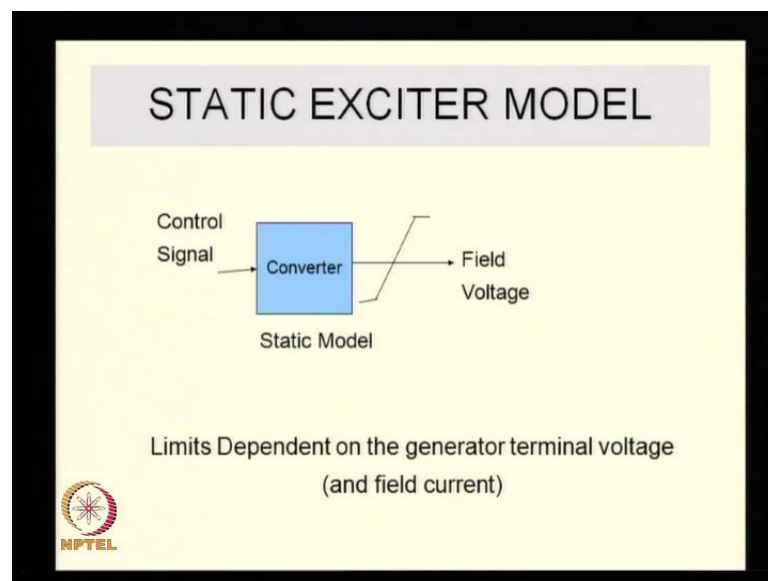 STATIC EXCITER MODEL
Control
Signal
Converter
Field
Voltage
Static Model
Limits Dependent on the generator terminal voltage
(and field current)
NPTEL